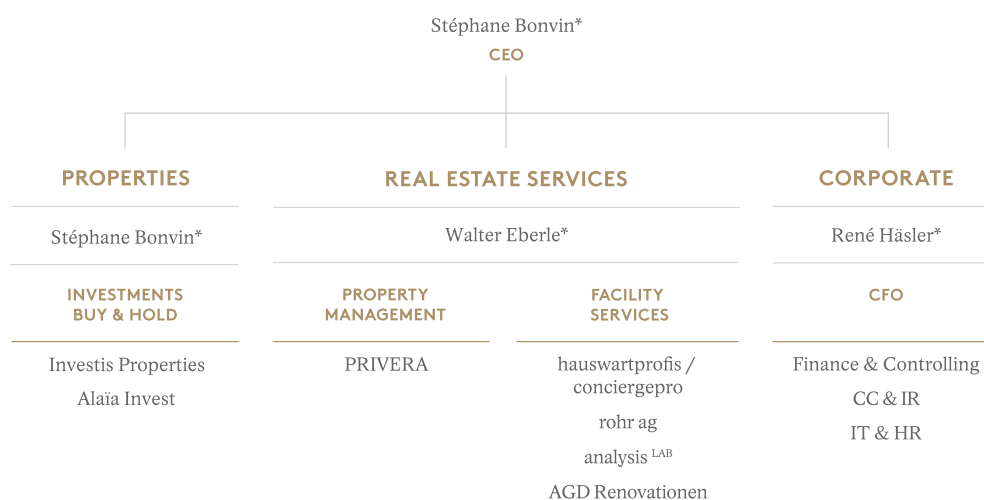 Stéphane Bonvin*
CEO
PROPERTIES
Stéphane Bonvin*
INVESTMENTS
BUY & HOLD
Investis Properties
Alaïa Invest
REAL ESTATE SERVICES
Walter Eberle*
PROPERTY
MANAGEMENT
PRIVERA
FACILITY
SERVICES
hauswartprofis /
conciergepro
rohr ag
analysis LAB
AGD Renovationen
CORPORATE
René Häsler*
CFO
Finance & Controlling
CC & IR
IT & HR